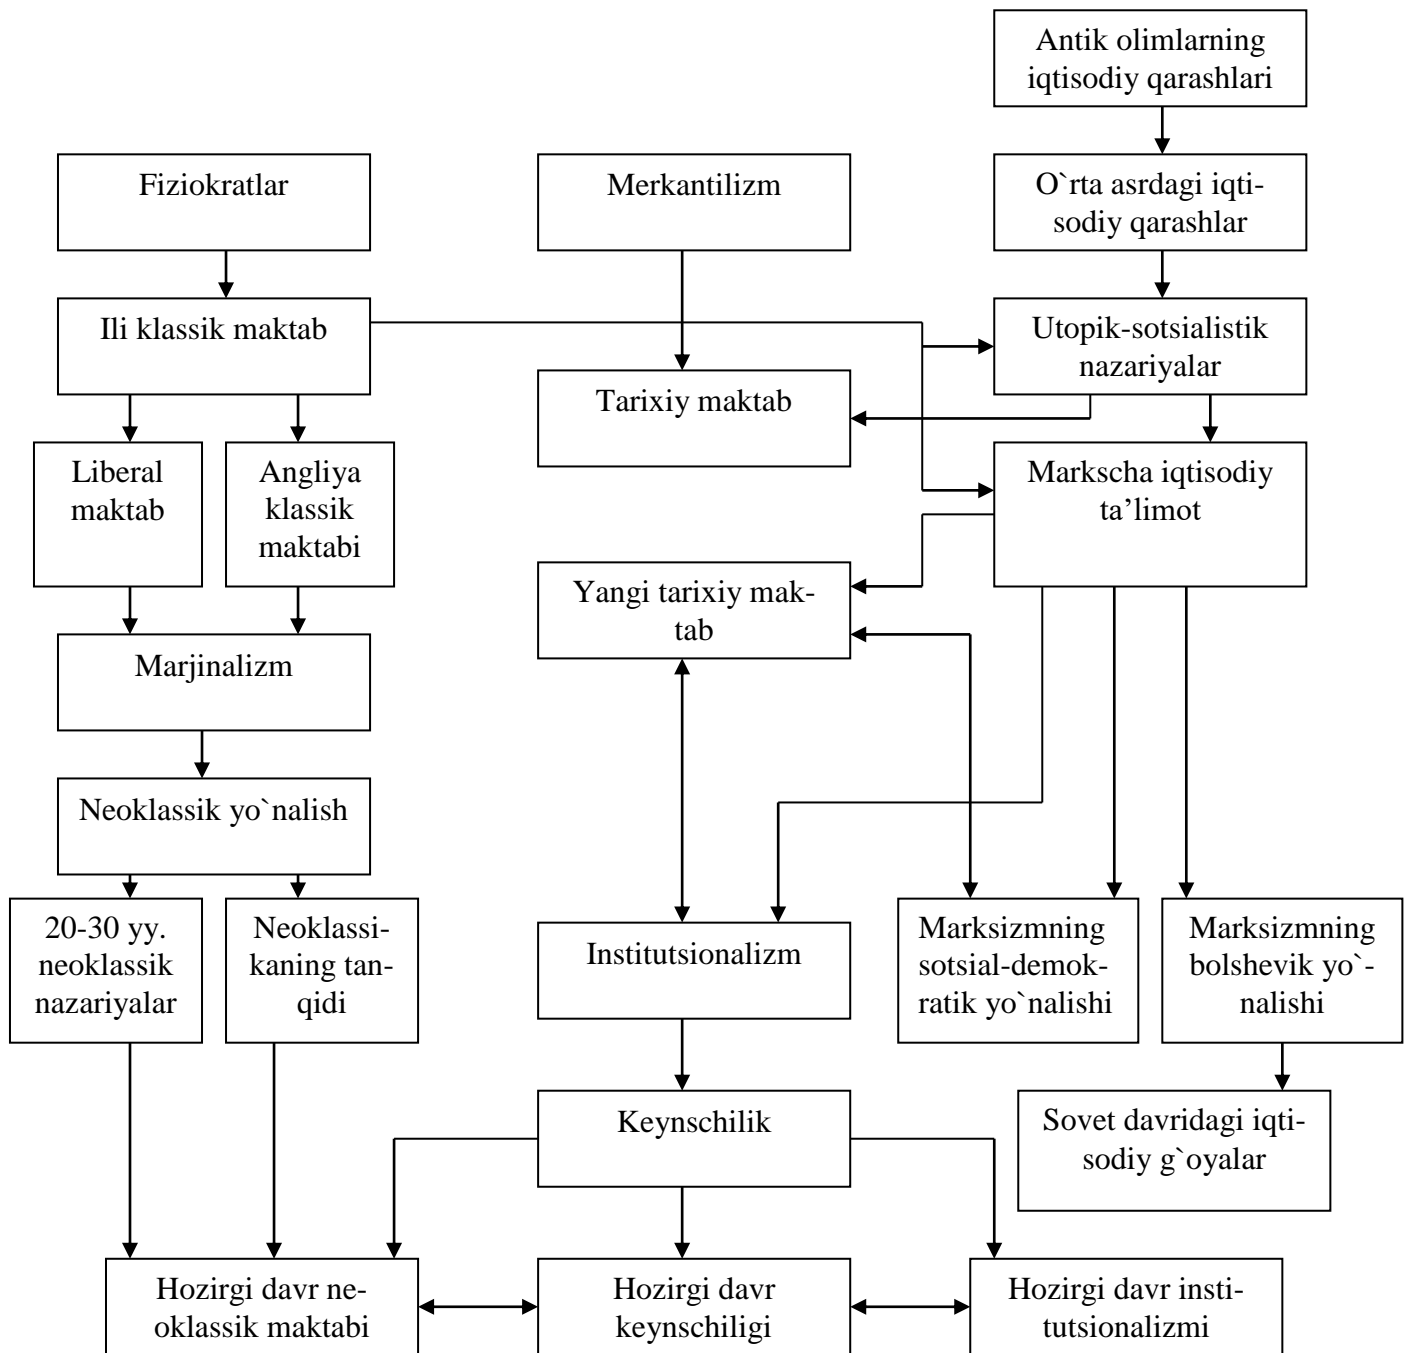 Antik olimlarning
iqtisodiy qarashlari
Fiziokratlar
Merkantilizm
O`rta asrdagi iqti-
sodiy qarashlar
Ili klassik maktab
Utopik-sotsialistik
nazariyalar
Tarixiy maktab
Liberal
maktab
Angliya
klassik
maktabi
Markscha iqtisodiy
ta’limot
Yangi tarixiy mak-
tab
Marjinalizm
Neoklassik yo`nalish
20-30 yy.
neoklassik
nazariyalar
Neoklassi-
kaning tan-
qidi
Institutsionalizm
Marksizmning
sotsial-demok-
ratik yo`nalishi
Marksizmning
bolshevik yo`-
nalishi
Keynschilik
Sovet davridagi iqti-
sodiy g`oyalar
Hozirgi davr ne-
oklassik maktabi
Hozirgi davr
keynschiligi
Hozirgi davr insti-
tutsionalizmi